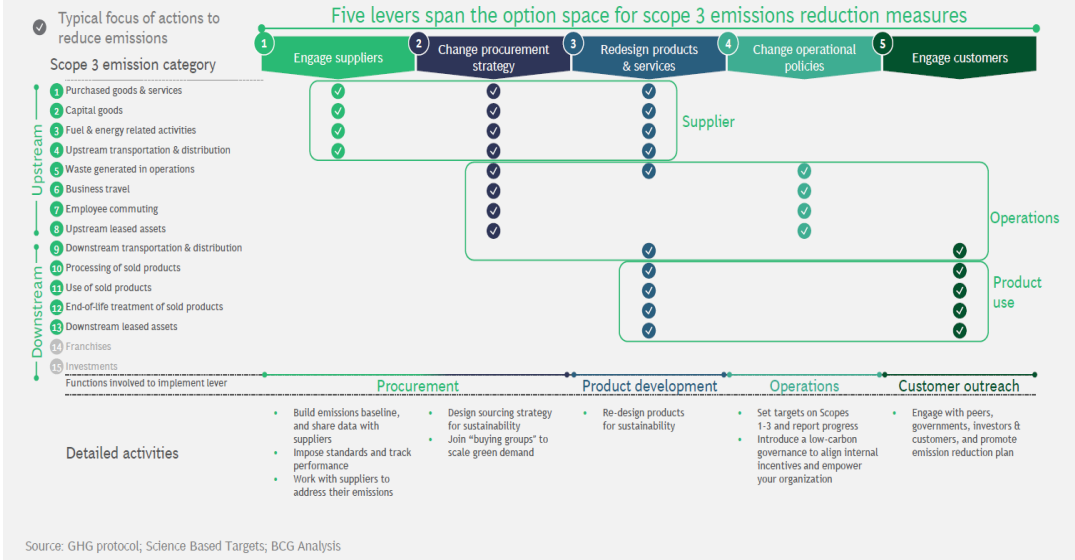 Five levers span the option space for scope 3 emissions reduction measures
Typical focus of actions to
reduce emissions
Scope 3 emission category
1
Engage suppliers
2
Change procurement
strategy
3
Redesign products
& services
4
Change operational
policies
5
Engage customers
Upstream
1 Purchased goods & services
2 Capital goods
3 Fuel & energy related activities
4 Upstream transportation & distribution
5 Waste generated in operations
6 Business travel
7 Employee commuting
8 Upstream leased assets
Downstream
9 Downstream transportation & distribution
10 Processing of sold products
11 Use of sold products
12 End-of-life treatment of sold products
13 Downstream leased assets
14 Franchises
15 Investments
Supplier
Operations
Product
use
Functions involved to implement lever
Procurement
Product development
Operations
Customer outreach
Detailed activities
• Build emissions baseline,
and share data with
suppliers
• Impose standards and track
performance
• Work with suppliers to
address their emissions
• Design sourcing strategy
for sustainability
• Join “buying groups" to
scale green demand
• Re-design products
for sustainability
• Set targets on Scopes
1-3 and report progress
• Introduce a low-carbon
governance to align internal
incentives and empower
your organization
• Engage with peers,
governments, investors &
customers, and promote
emission reduction plan
Source: GHG protocol; Science Based Targets; BCG Analysis